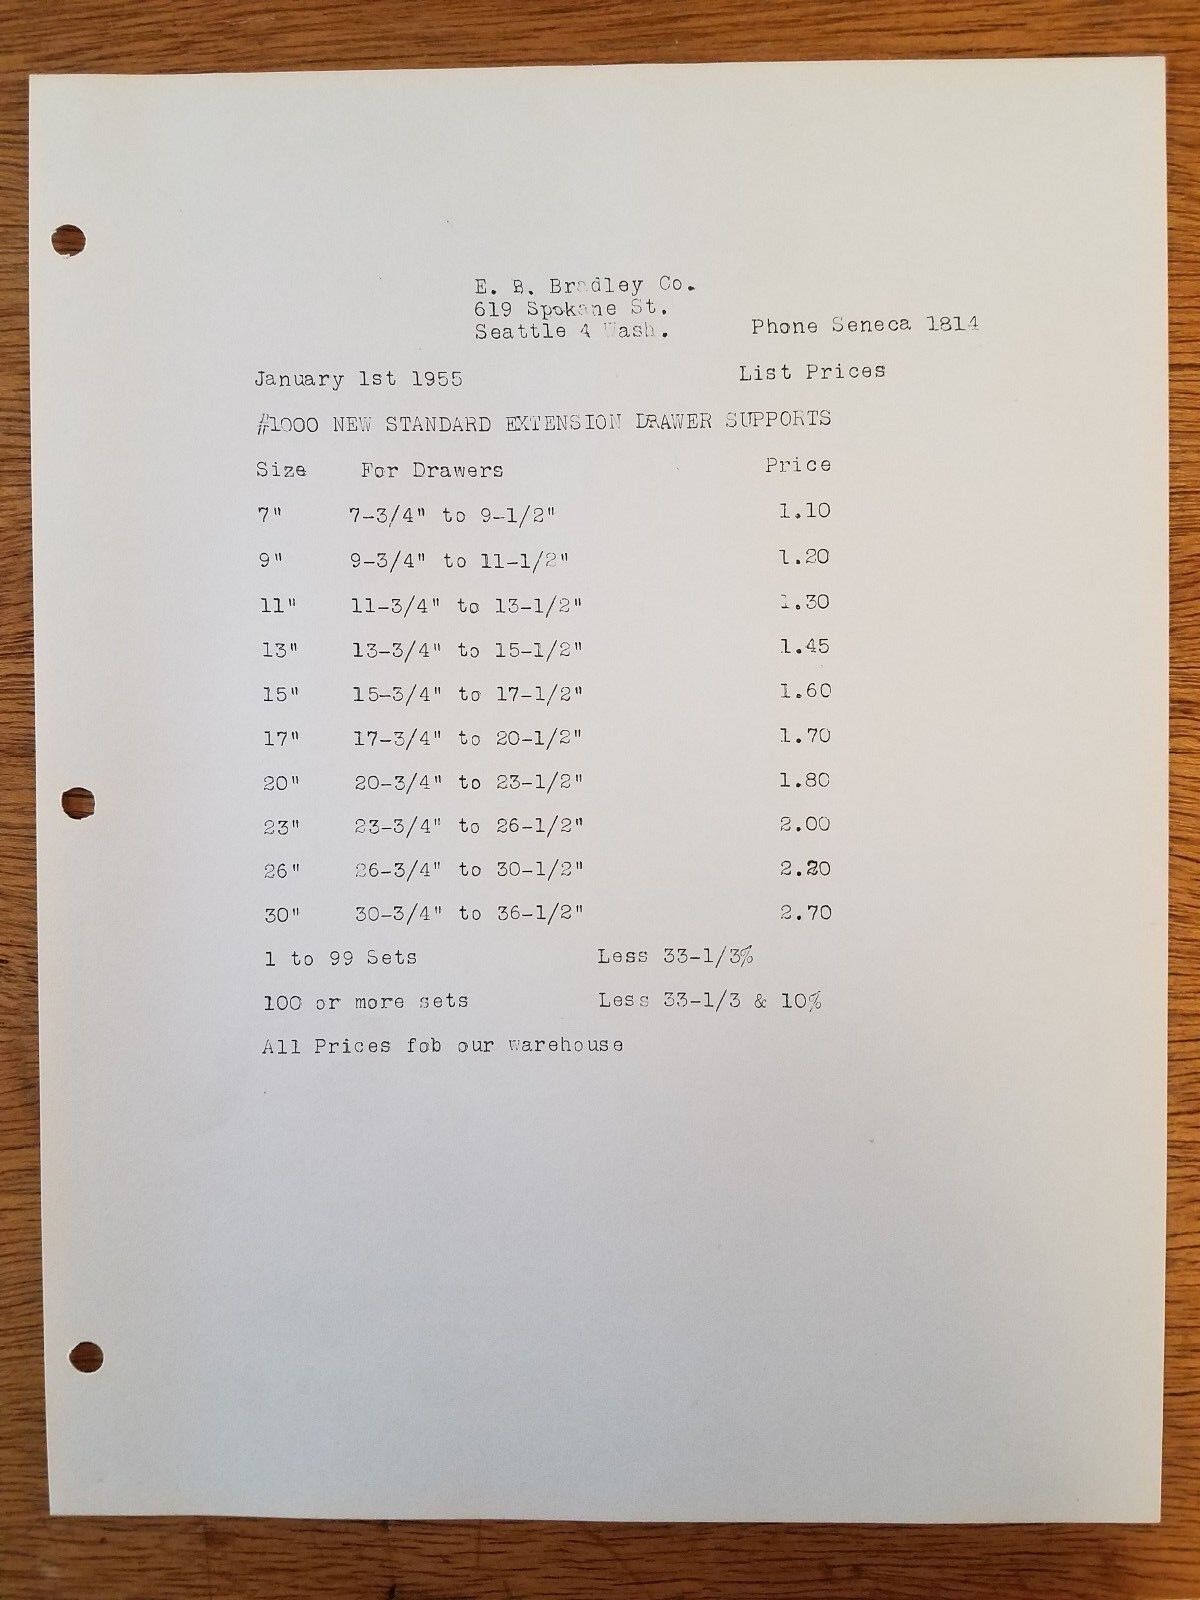 E. B. Bradley Co.
619 Spokane St.
Seattle 4 Wash. Phone Seneca 1814
January 1st 1955 List Prices
#1000 NEW STANDARD EXTENSION DRAWER SUPPORTS
Size For Drawers Price
7" 7-3/4" to 9-1/2" 1.10
9" 9-3/4" to 11-1/2" 1.20
11" 11-3/4" to 13-1/2" 1.30
13" 13-3/4" to 15-1/2" 1.45
15" 15-3/4" to 17-1/2" 1.60
17" 17-3/4" to 20-1/2" 1.70
20" 20-3/4" to 23-1/2" 1.80
23" 23-3/4" to 26-1/2" 2.00
26" 26-3/4" to 30-1/2" 2.20
30" 30-3/4" to 36-1/2" 2.70
1 to 99 Sets Less 33-1/3%
100 or more sets Less 33-1/3 & 10%
All Prices fob our warehouse